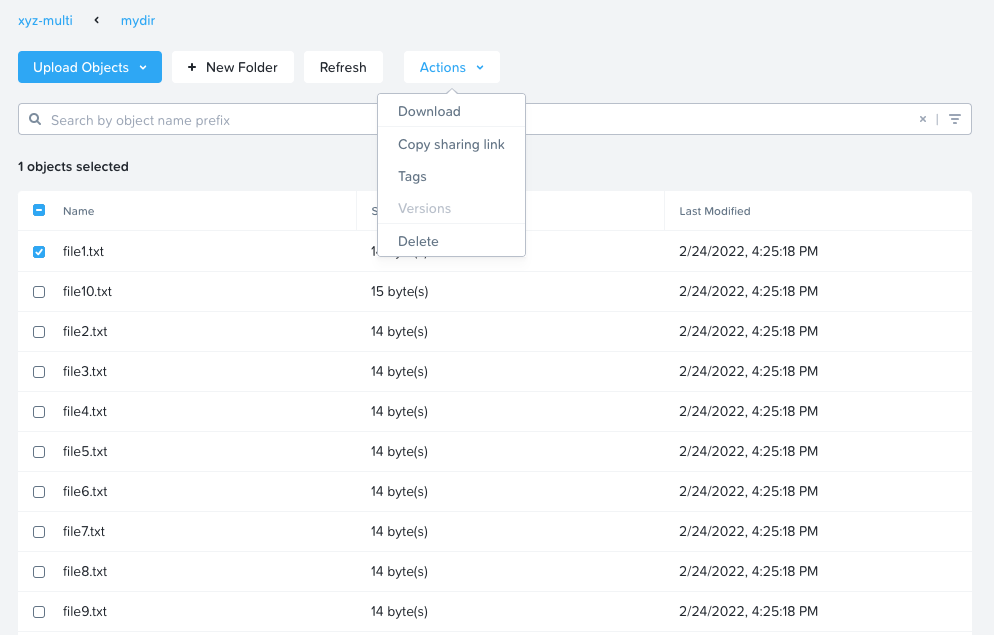 xyz-multi mydir
Upload Objects + New Folder Refresh Actions
Search by object name prefix × |
Download
Copy sharing link
Tags
Versions
Delete
1 objects selected
Name Last Modified
file1.txt 2/24/2022, 4:25:18 PM
file10.txt 15 byte(s) 2/24/2022, 4:25:18 PM
file2.txt 14 byte(s) 2/24/2022, 4:25:18 PM
file3.txt 14 byte(s) 2/24/2022, 4:25:18 PM
file4.txt 14 byte(s) 2/24/2022, 4:25:18 PM
file5.txt 14 byte(s) 2/24/2022, 4:25:18 PM
file6.txt 14 byte(s) 2/24/2022, 4:25:18 PM
file7.txt 14 byte(s) 2/24/2022, 4:25:18 PM
file8.txt 14 byte(s) 2/24/2022, 4:25:18 PM
file9.txt 14 byte(s) 2/24/2022, 4:25:18 PM